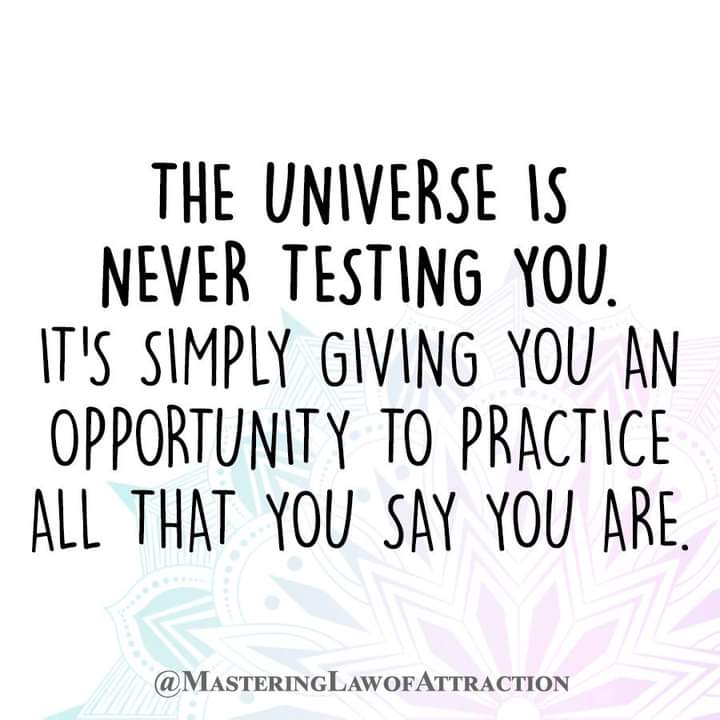 THE UNIVERSE IS
NEVER TESTING YOU.
IT'S SIMPLY GIVING YOU AN
OPPORTUNITY TO PRACTICE
ALL THAT YOU SAY YOU ARE.
@MASTERINGLAWOFATTRACTION